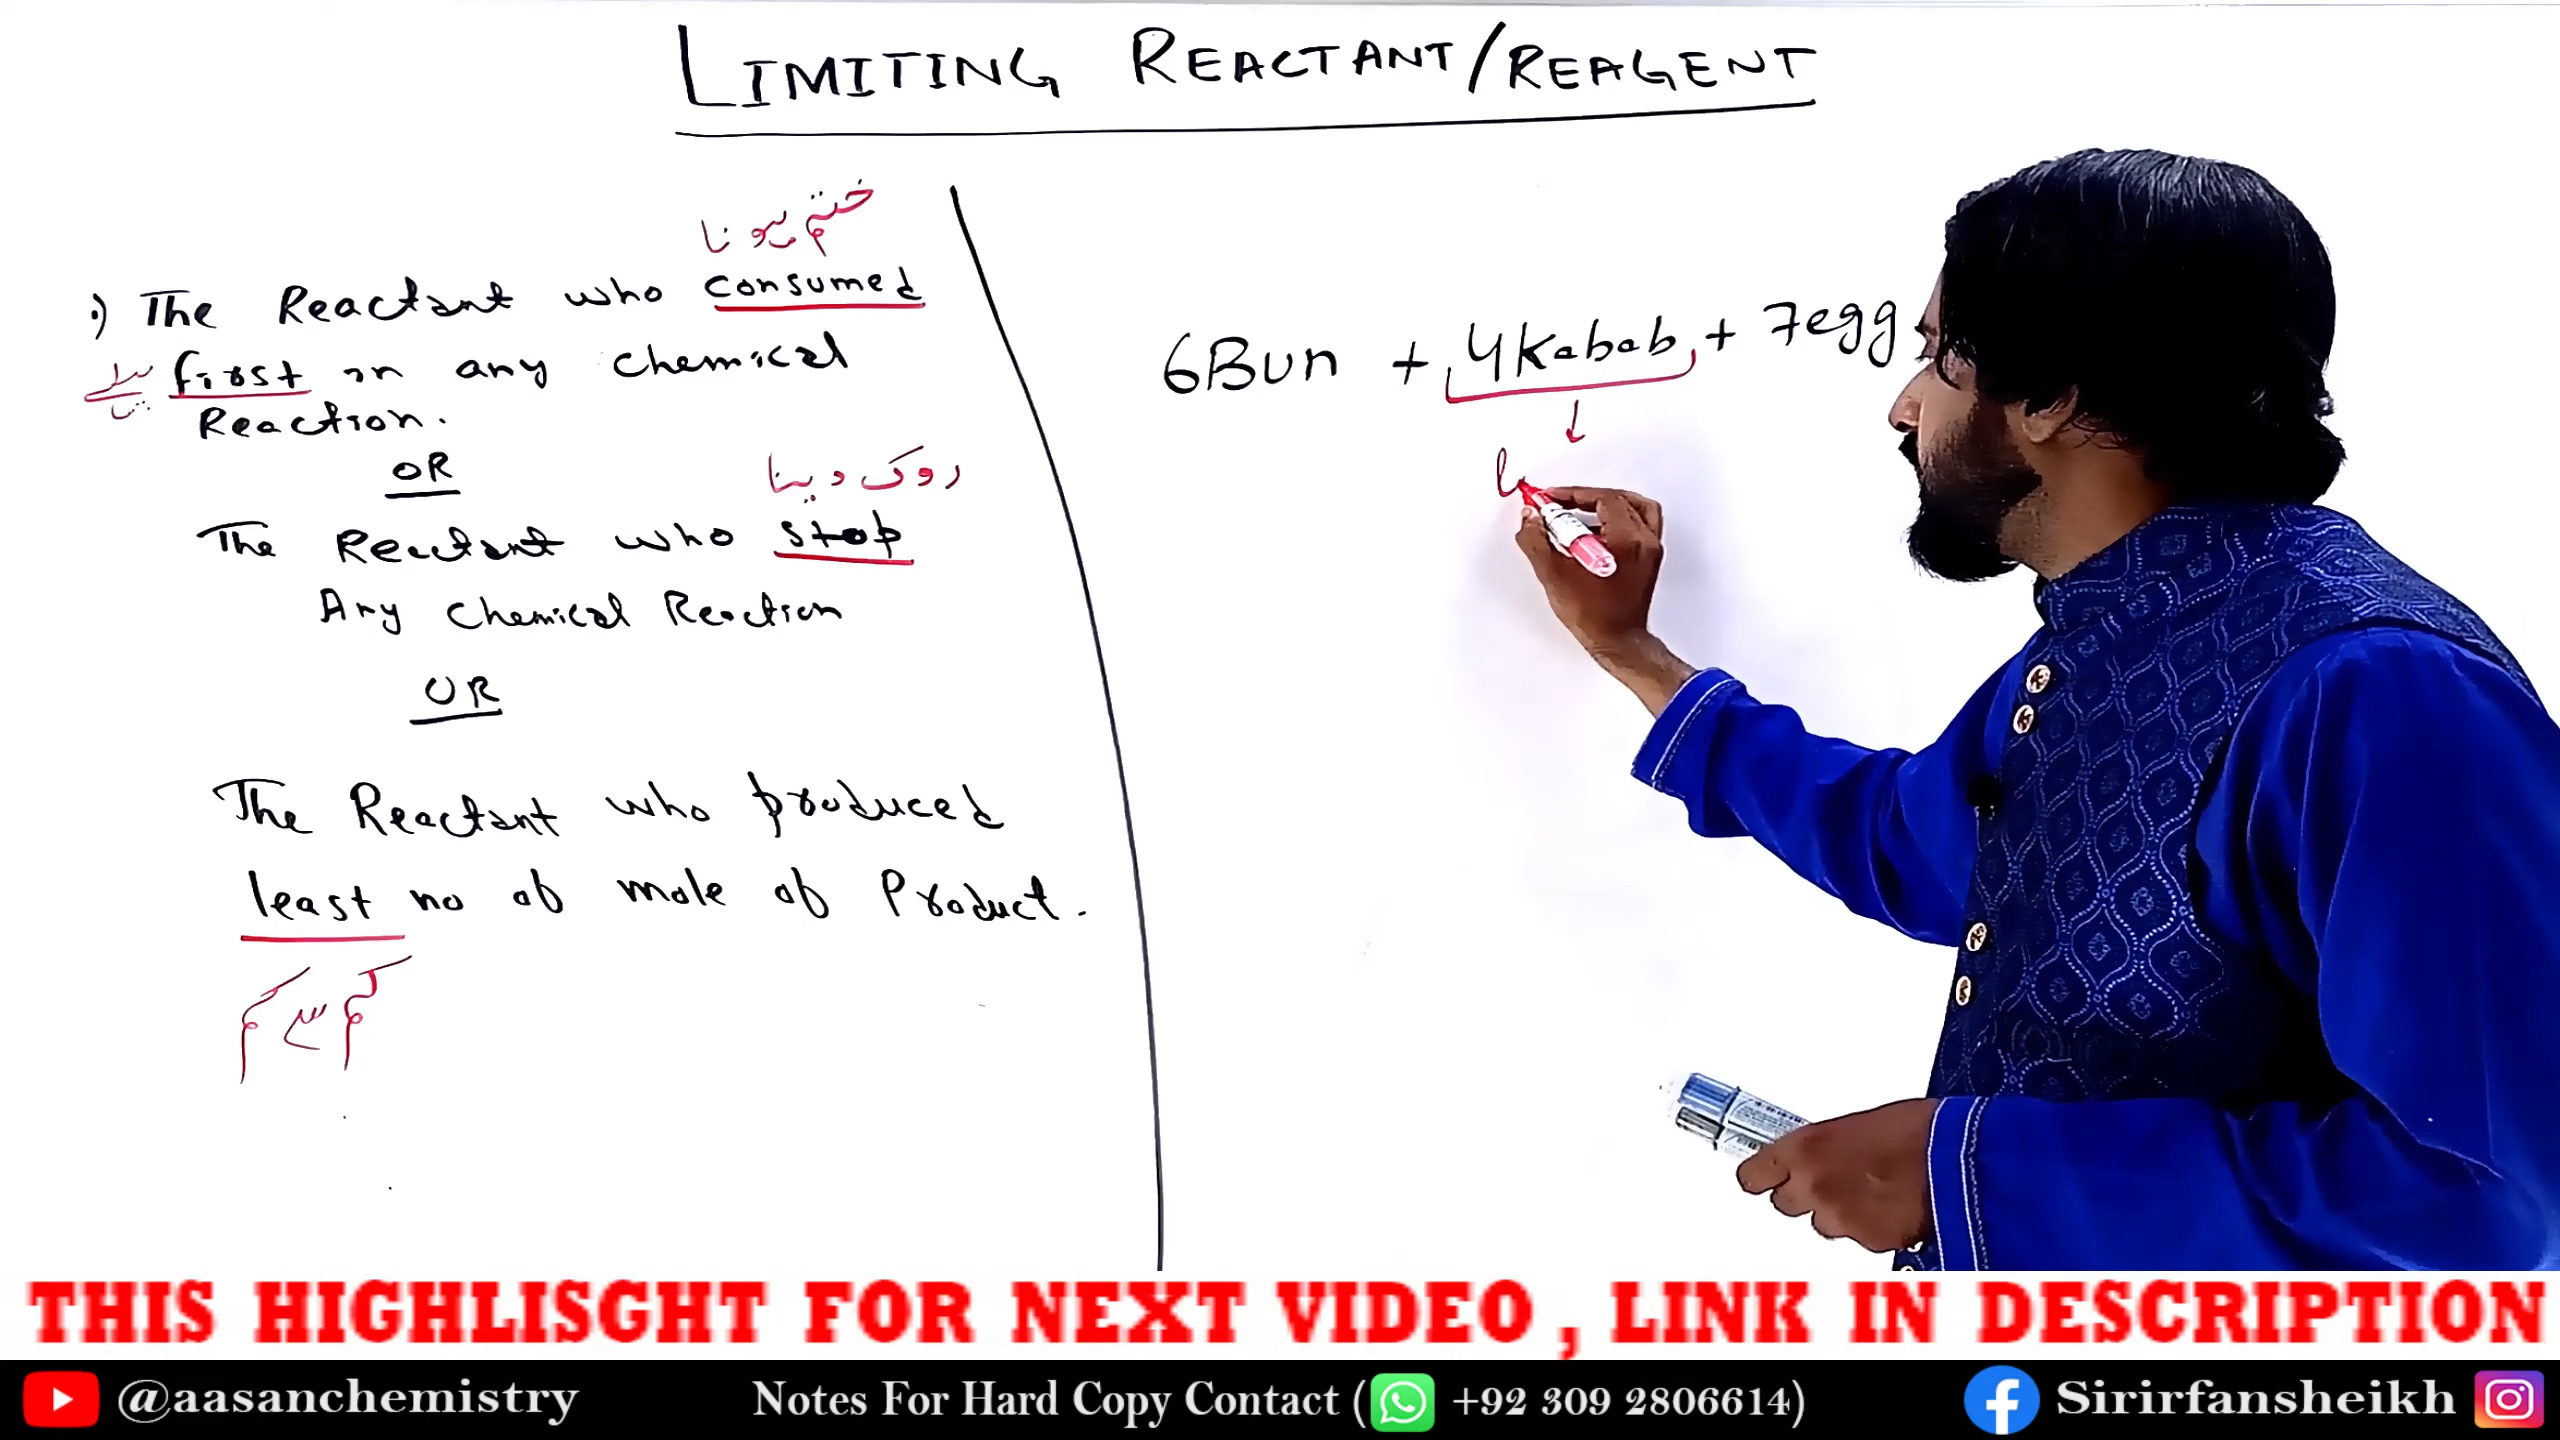 LIMITING REACTANT/REAGENT
ختم ہونا
•) The Reactant who consumed
پہلے first in any chemical
Reaction.
OR
روک دینا
The Reactant who stop
Any Chemical Reaction
OR
The Reactant who produced
least no of mole of Product.
کم سے کم
6Bun + 4Kabab + 7egg
THIS HIGHLISGHT FOR NEXT VIDEO , LINK IN DESCRIPTION
@aasanchemistry
Notes For Hard Copy Contact ( +92 309 2806614)
Sirirfansheikh